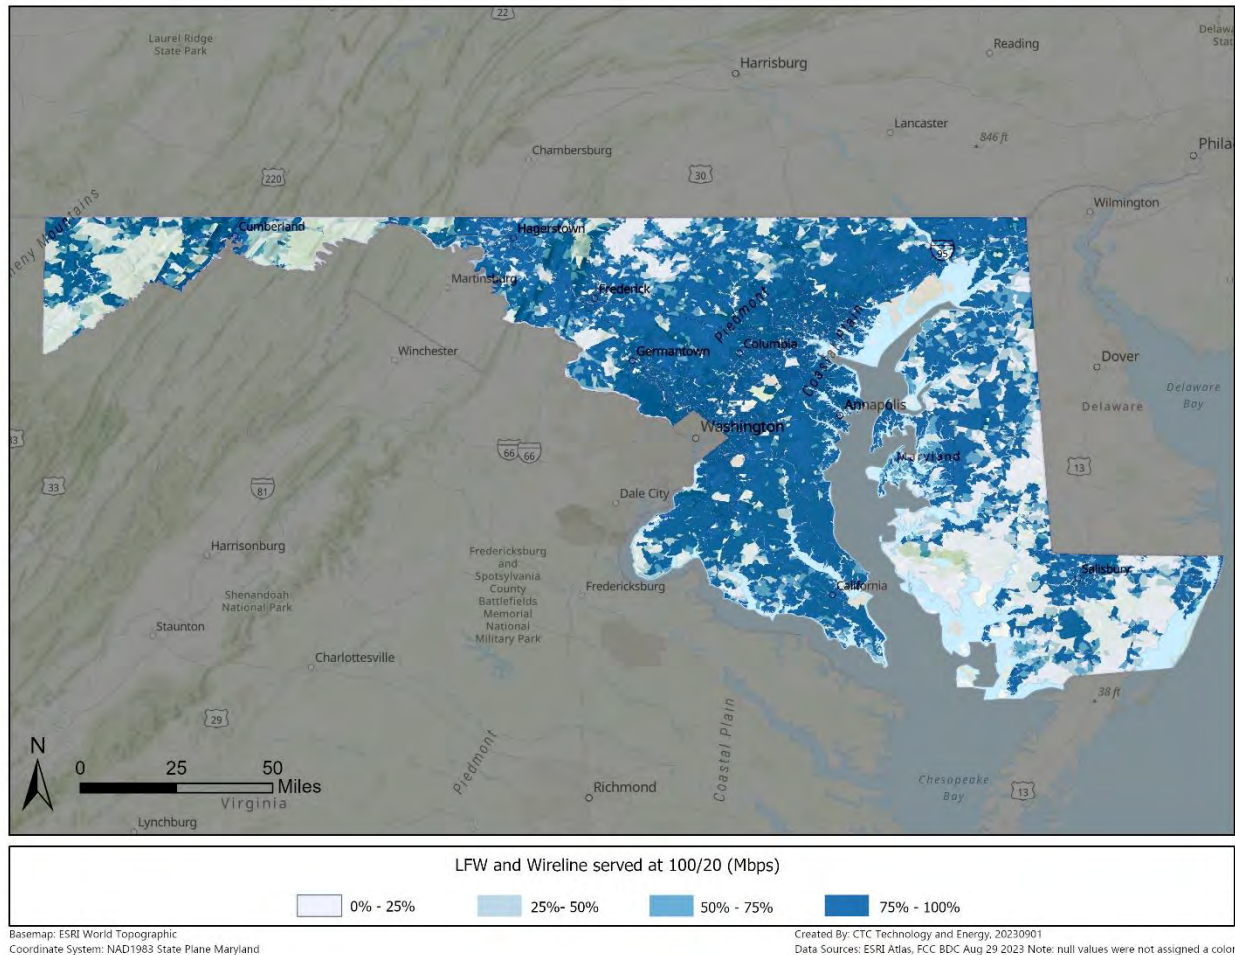 22
Laurel Ridge
State Park
Reading
Harrisburg
Lancaster
846 ft
Chambersburg
30
220
Wilmington
Cumberland
Hagerstown
95
Martinsburg
Frederick
Piedmont
Coastal Plain
Winchester
Germantown
Columbia
Dover
Delaware
Bay
Delaware
Annapolis
Washington
Maryland
66
66
13
33
81
Dale City
Harrisonburg
Fredericksburg
and
Spotsylvania
County
Battlefields
Memorial
National
Military Park
Fredericksburg
California
Salisbury
Shenandoah
National Park
Staunton
Charlottesville
38 ft
29
Coastal Plain
Piedmont
N
0 25 50
Miles
Virginia
Richmond
Chesapeake
Bay
13
Lynchburg
LFW and Wireline served at 100/20 (Mbps)
0% - 25% 25%- 50% 50% - 75% 75% - 100%
Basemap: ESRI World Topographic
Coordinate System: NAD1983 State Plane Maryland
Created By: CTC Technology and Energy, 20230901
Data Sources: ESRI Atlas, FCC BDC Aug 29 2023 Note: null values were not assigned a color